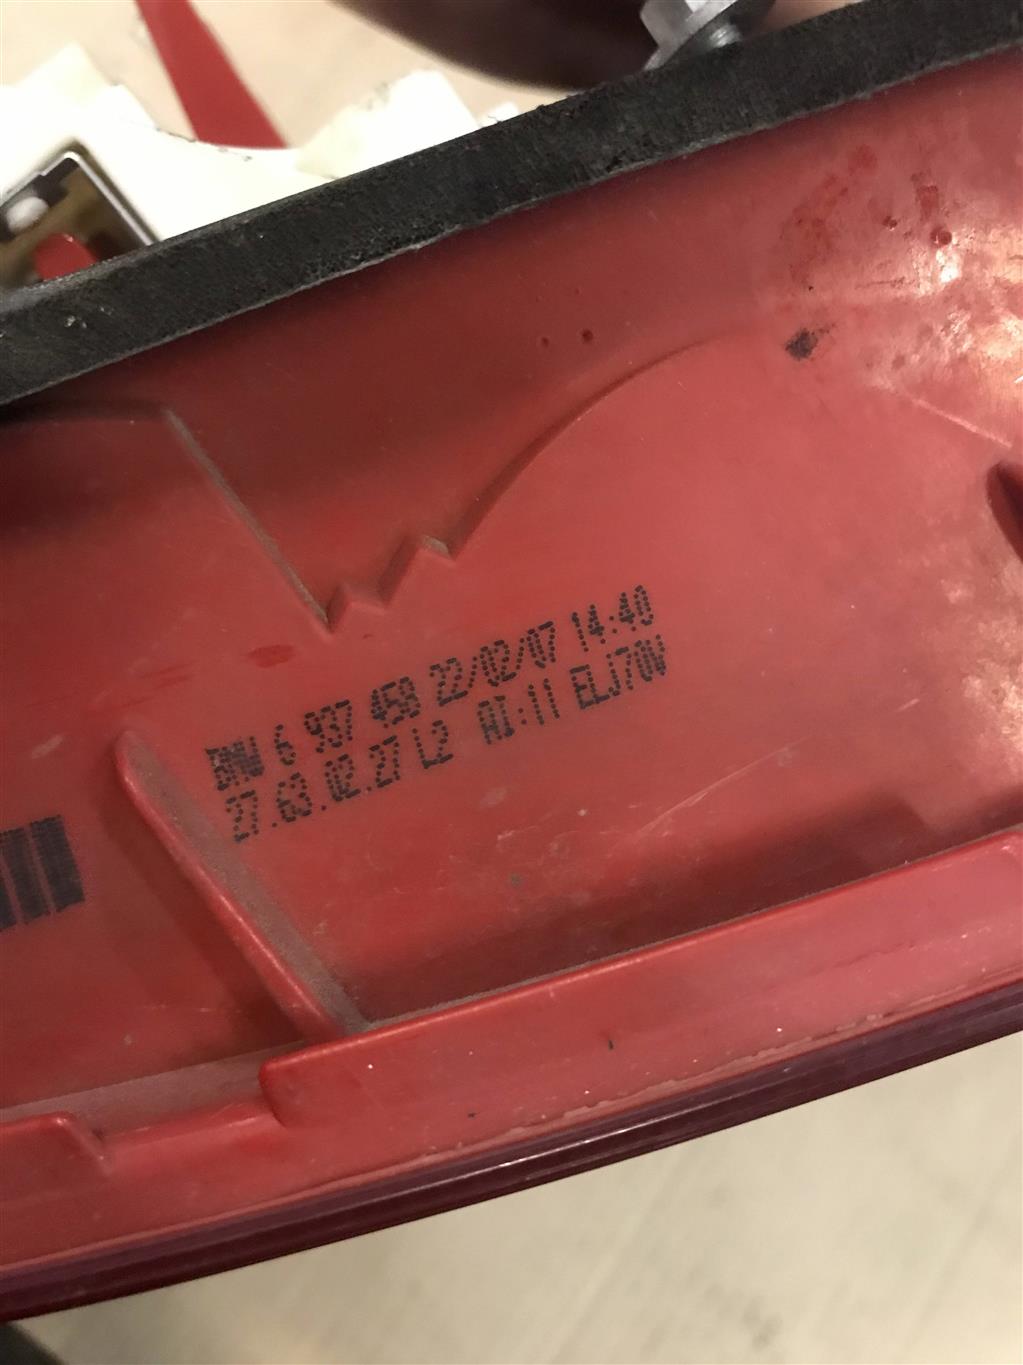 BMW 6 937 458 22/02/07 14:40
27.63.02.27 L2 AI:11 ELJ70V